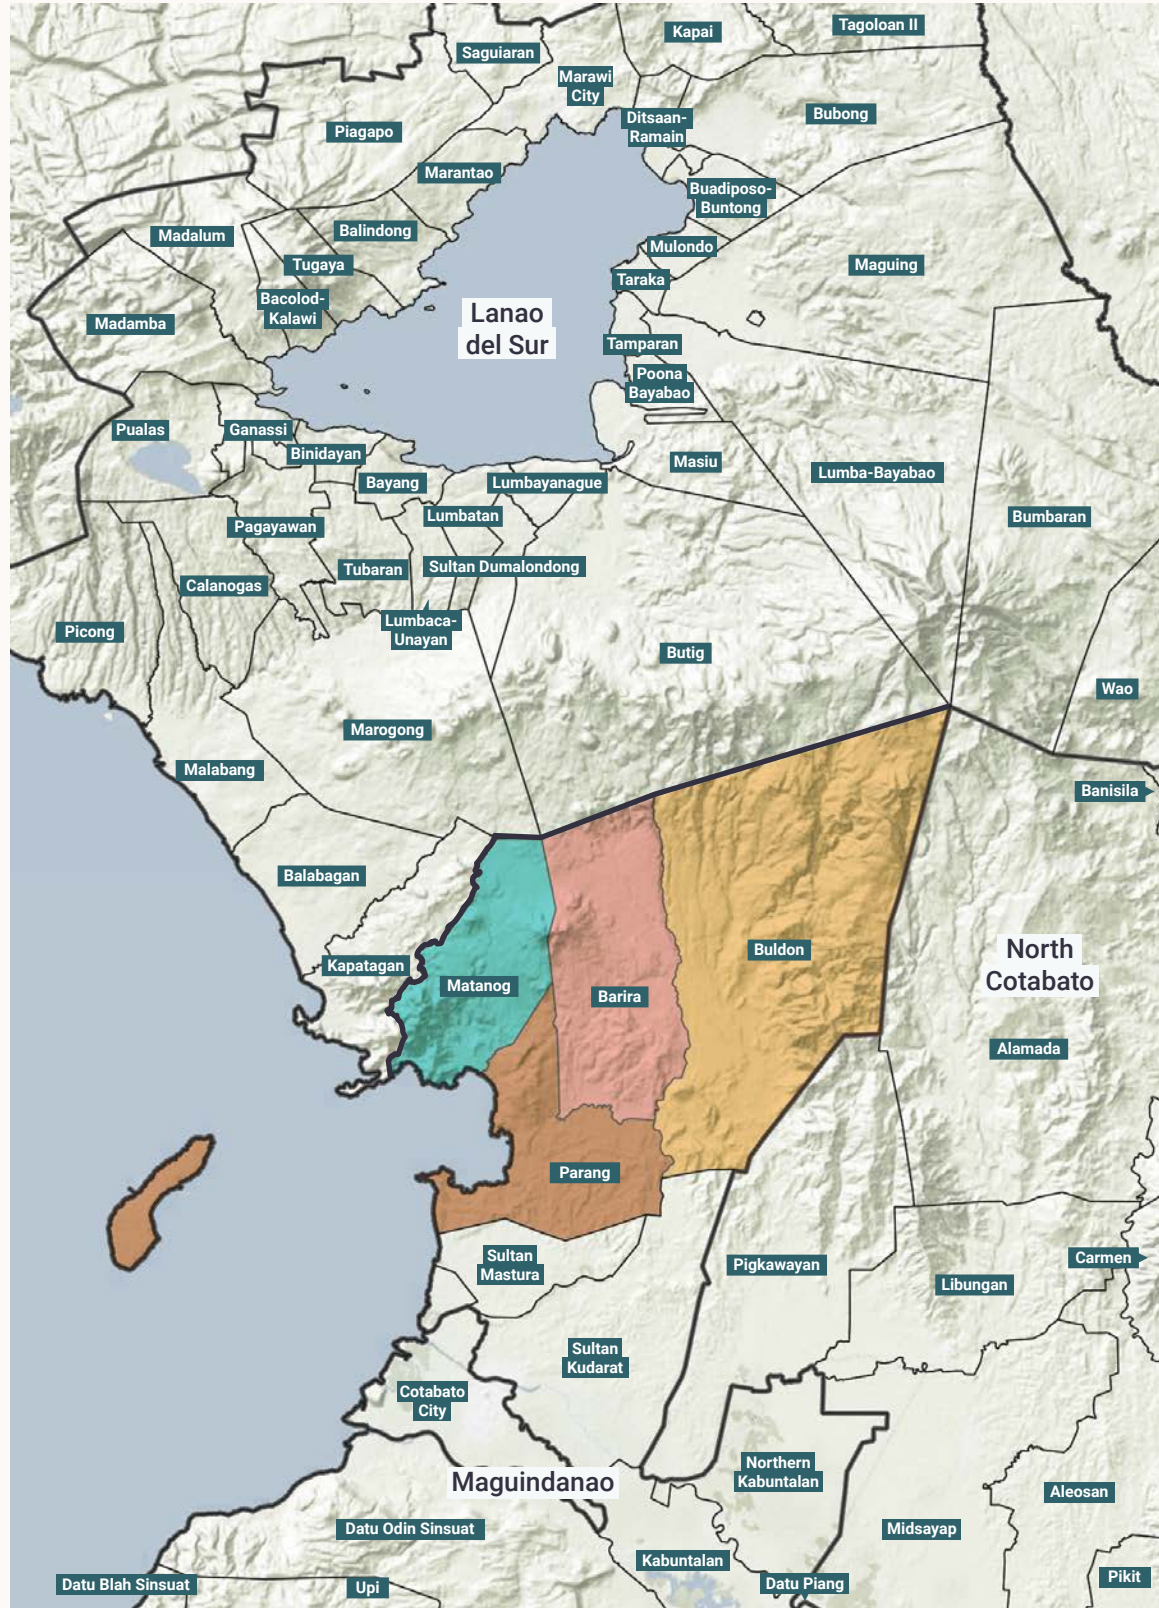 Kapai
Tagoloan II
Saguiaran
Marawi
City
Bubong
Ditsaan-
Ramain
Piagapo
Marantao
Buadiposo-
Buntong
Balindong
Madalum
Mulondo
Tugaya
Maguing
Taraka
Bacolod-
Kalawi
Lanao
del Sur
Madamba
Tamparan
Poona
Bayabao
Pualas
Ganassi
Binidayan
Masiu
Lumba-Bayabao
Bayang
Lumbayanague
Lumbatan
Bumbaran
Pagayawan
Tubaran
Sultan Dumalondong
Calanogas
Lumbaca-
Unayan
Picong
Butig
Wao
Marogong
Malabang
Banisila
Balabagan
Buldon
North
Cotabato
Kapatagan
Matanog
Barira
Alamada
Parang
Sultan
Mastura
Pigkawayan
Carmen
Libungan
Sultan
Kudarat
Cotabato
City
Northern
Kabuntalan
Maguindanao
Aleosan
Datu Odin Sinsuat
Midsayap
Kabuntalan
Pikit
Datu Blah Sinsuat
Upi
Datu Piang